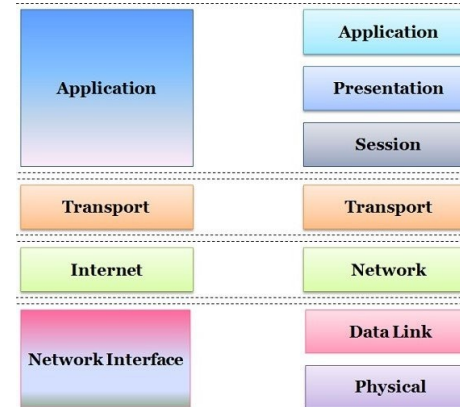 Application
Application
Presentation
Session
Transport
Transport
Internet
Network
Network Interface
Data Link
Physical